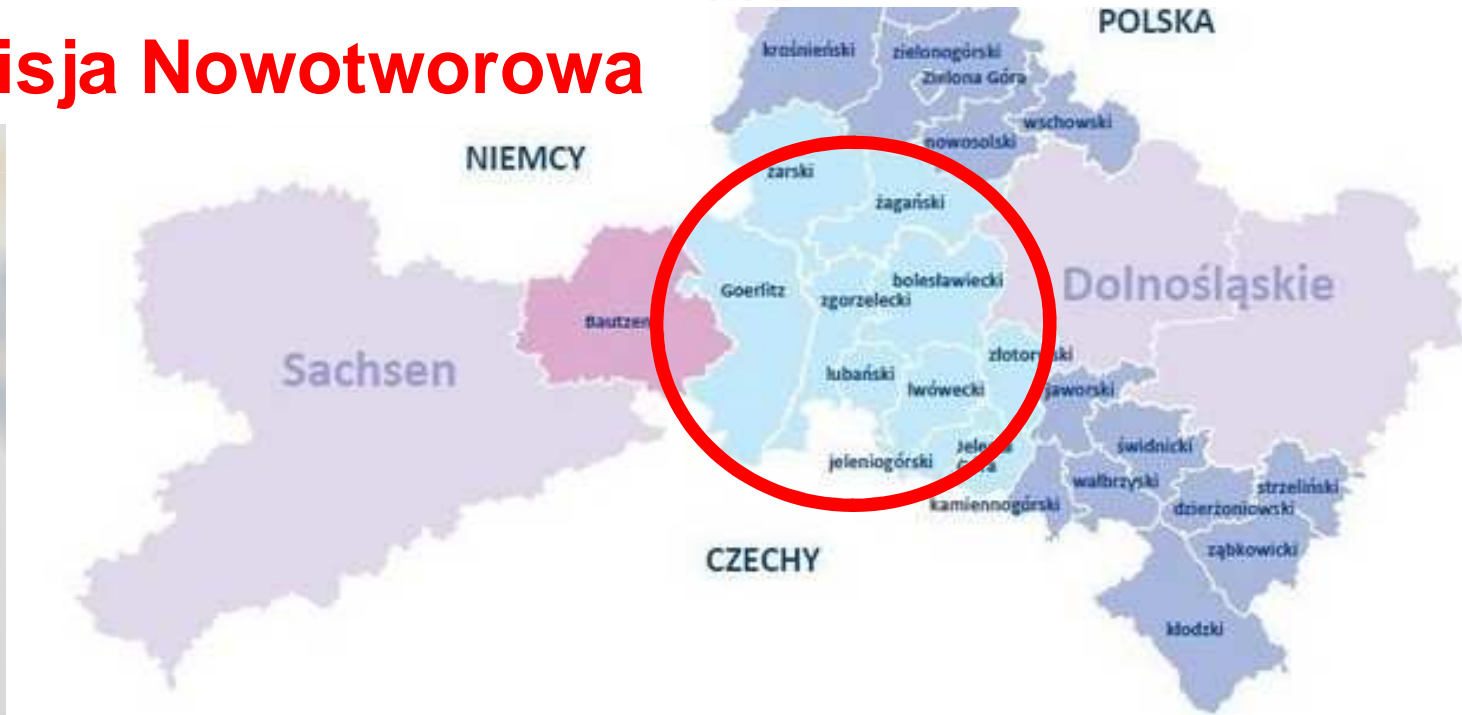 isja Nowotworowa
POLSKA
krośnieński
zielonogórski
Zielona Góra
wschowski
nowosolski
NIEMCY
żarski
żagański
Goerlitz
bolesławiecki
zgorzelecki
Dolnośląskie
Bautzen
Sachsen
lubański
lwówecki
jaworski
świdnicki
jeleniogórski
wałbrzyski
strzeliński
kamiennogórski
dzierżoniowski
ząbkowicki
CZECHY
kłodzki